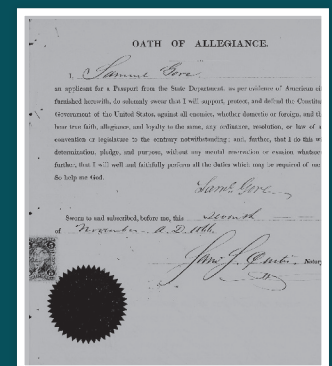 OATH OF ALLEGIANCE.
I, Samuel Gore
an applicant for a Passport from the State Department, as per evidence of American cit
furnished herewith, do solemnly swear that I will support, protect, and defend the Constitu
Government of the United States, against all enemies, whether domestic or foreign, and th
bear true faith, allegiance, and loyalty to the same, any ordinance, resolution, or law of a
convention or legislature to the contrary notwithstanding; and, further, that I do this w
determination, pledge, and purpose, without any mental reservation or evasion whatsoe
further, that I will well and faithfully perform all the duties which may be required of me
So help me God.
Saml. Gore
Sworn to and subscribed, before me, this Seventh
of November A. D. 1866.
Notary